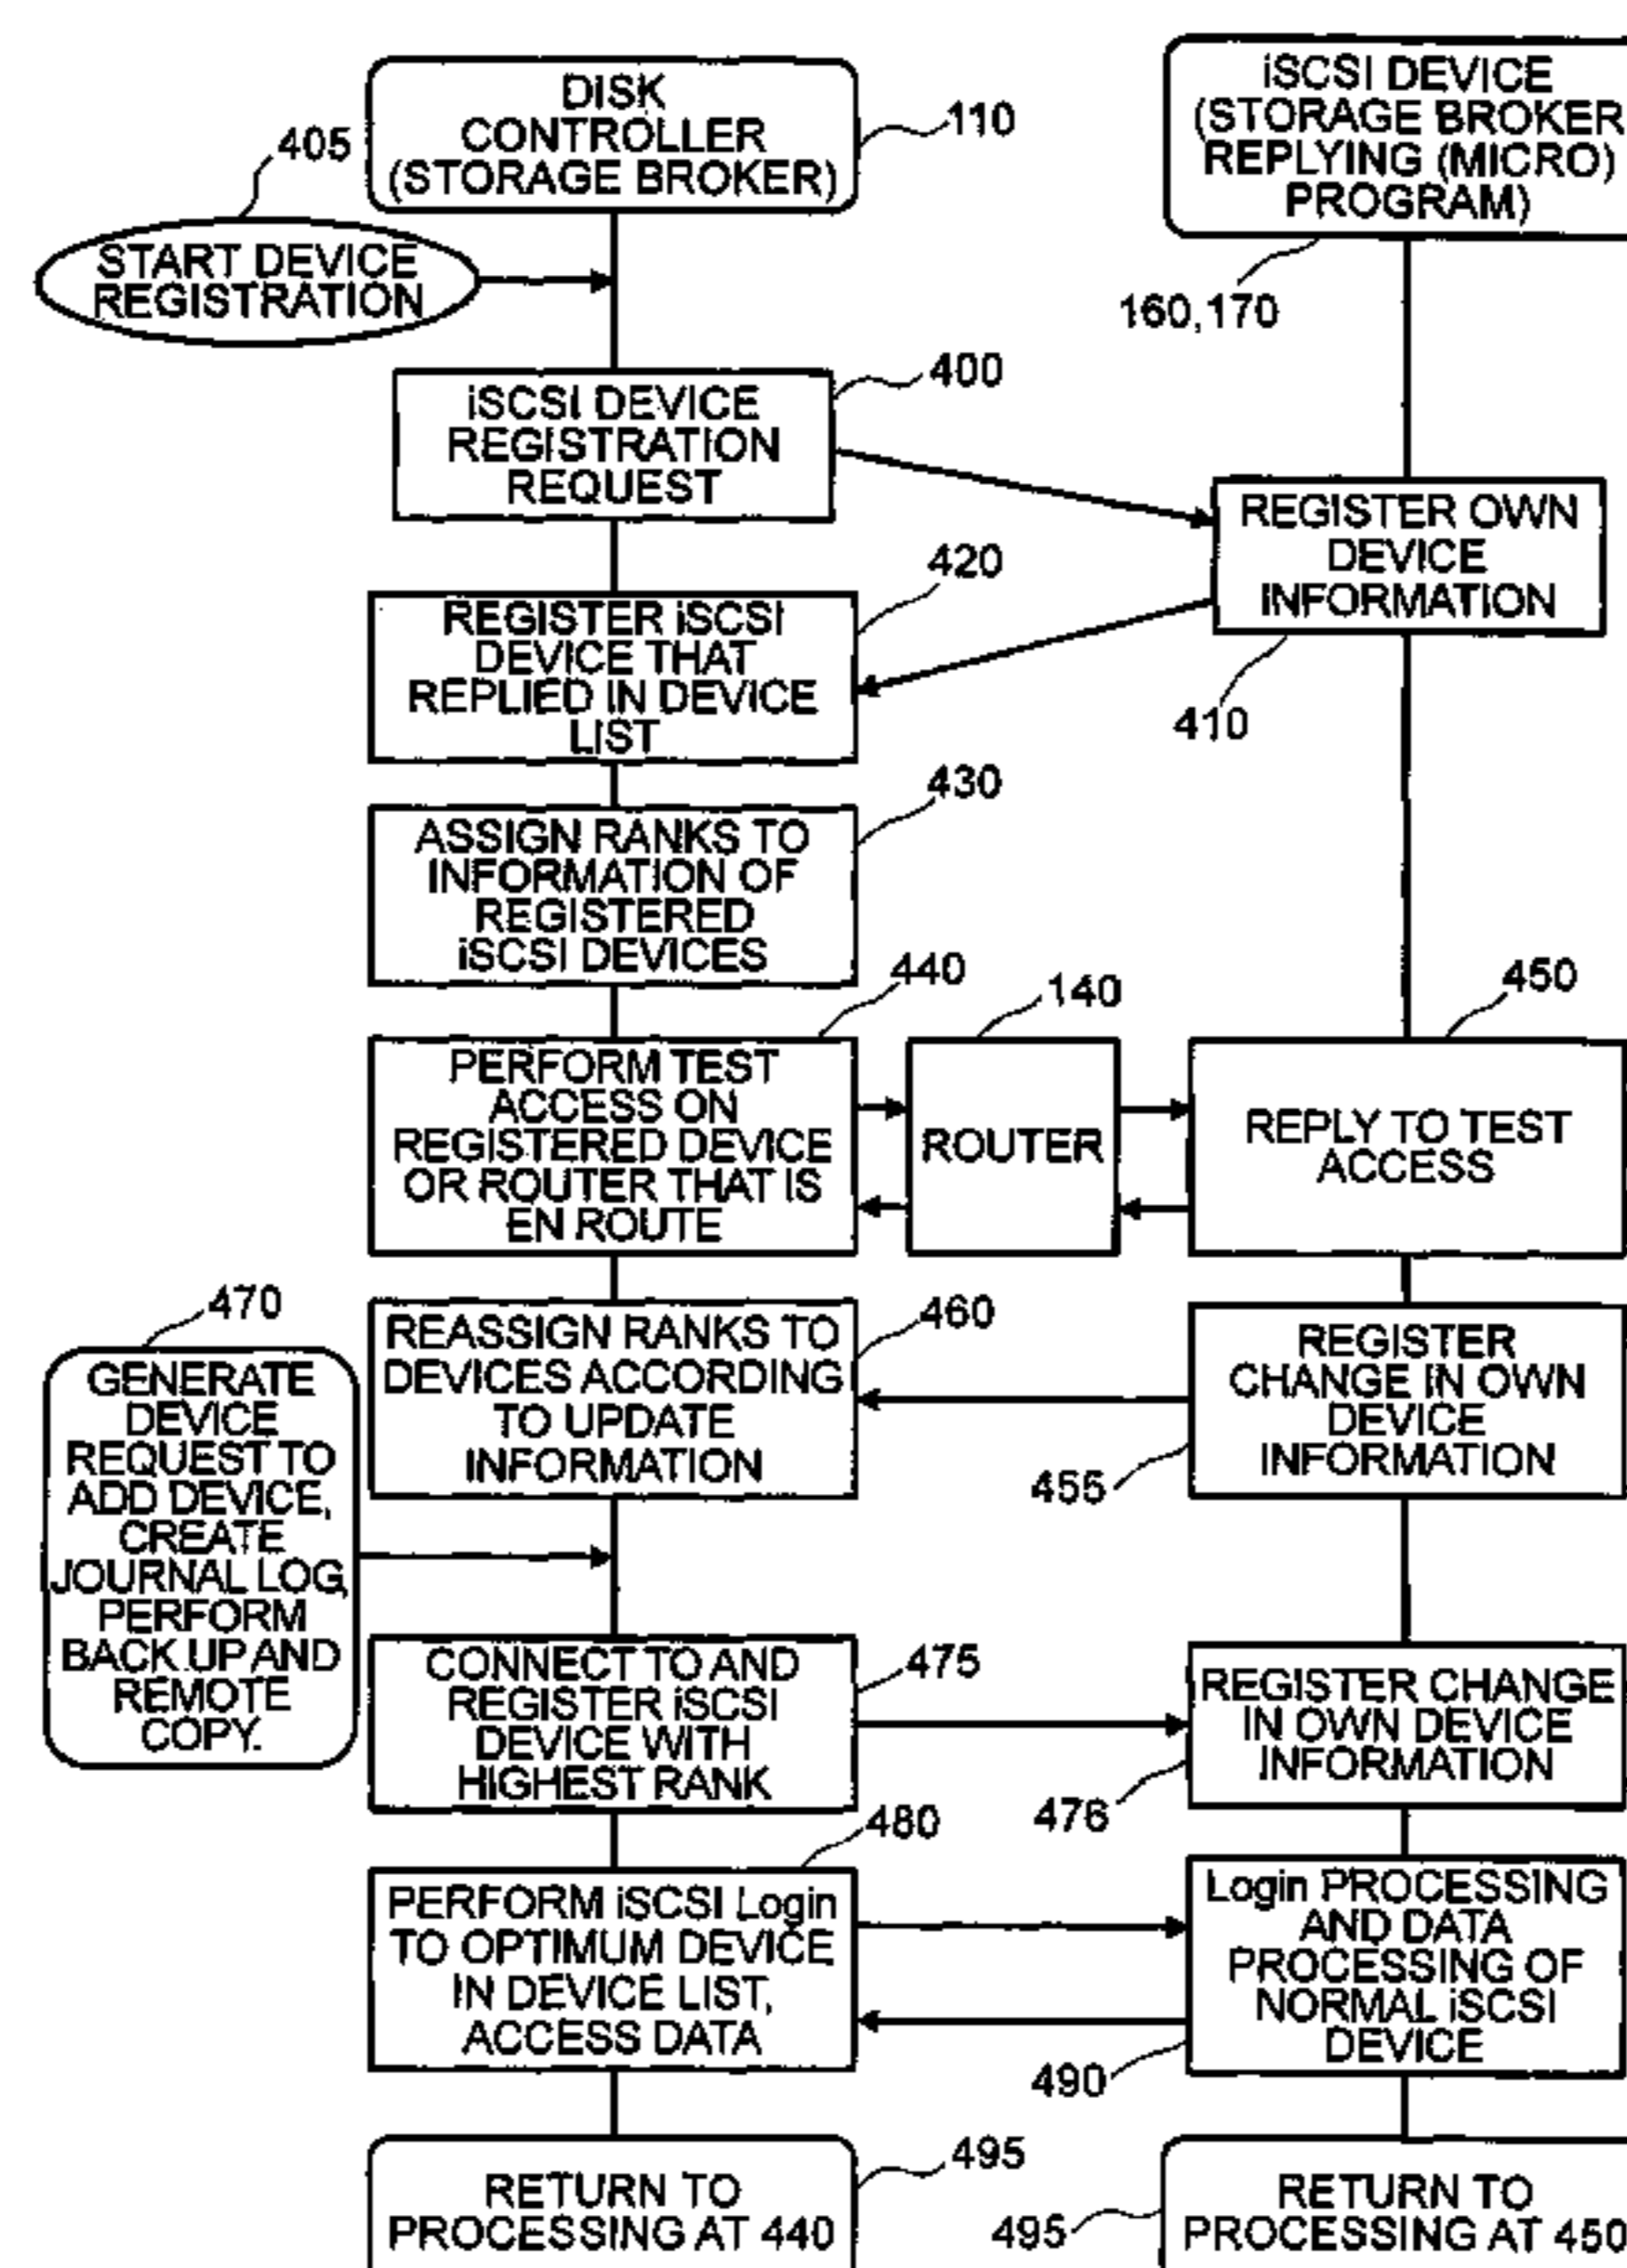 DISK
CONTROLLER
(STORAGE BROKER)
110
iSCSI DEVICE
(STORAGE BROKER
REPLYING (MICRO)
PROGRAM)
160,170
405
START DEVICE
REGISTRATION
400
iSCSI DEVICE
REGISTRATION
REQUEST
REGISTER OWN
DEVICE
INFORMATION
410
420
REGISTER iSCSI
DEVICE THAT
REPLIED IN DEVICE
LIST
430
ASSIGN RANKS TO
INFORMATION OF
REGISTERED
iSCSI DEVICES
440
PERFORM TEST
ACCESS ON
REGISTERED DEVICE
OR ROUTER THAT IS
EN ROUTE
140
ROUTER
450
REPLY TO TEST
ACCESS
460
REASSIGN RANKS TO
DEVICES ACCORDING
TO UPDATE
INFORMATION
REGISTER
CHANGE IN OWN
DEVICE
INFORMATION
455
470
GENERATE
DEVICE
REQUEST TO
ADD DEVICE,
CREATE
JOURNAL LOG,
PERFORM
BACK UP AND
REMOTE
COPY.
475
CONNECT TO AND
REGISTER iSCSI
DEVICE WITH
HIGHEST RANK
REGISTER CHANGE
IN OWN DEVICE
INFORMATION
476
480
PERFORM iSCSI Login
TO OPTIMUM DEVICE
IN DEVICE LIST,
ACCESS DATA
Login PROCESSING
AND DATA
PROCESSING OF
NORMAL iSCSI
DEVICE
490
495
RETURN TO
PROCESSING AT 440
495
RETURN TO
PROCESSING AT 450